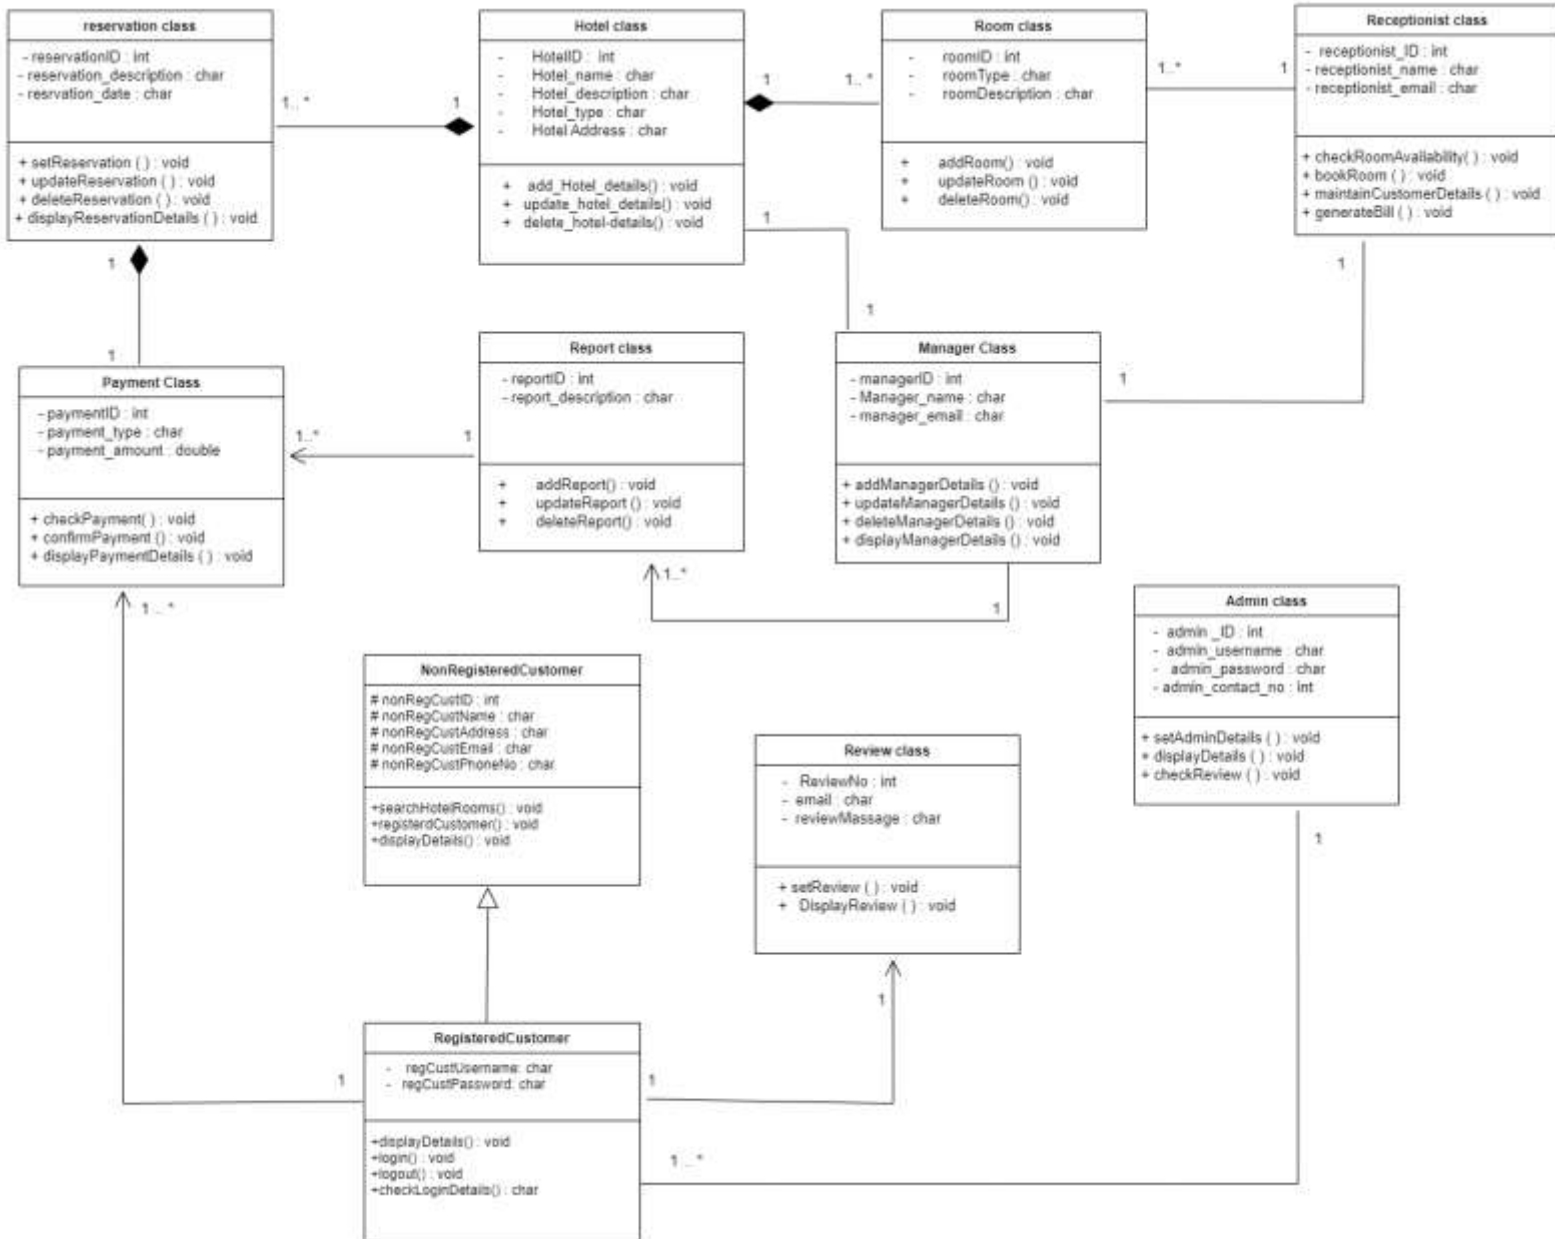 reservation class
- reservationID : int
- reservation_description : char
- resrvation_date : char
+ setReservation ( ) : void
+ updateReservation ( ) : void
+ deleteReservation ( ) : void
+ displayReservationDetails ( ) : void
1.. *
1
Hotel class
- HotelID : int
- Hotel_name : char
- Hotel_description : char
- Hotel_type : char
- Hotel Address : char
+ add_Hotel_details() : void
+ update_hotel_details() : void
+ delete_hotel-details() : void
1
1.. *
Room class
- roomID : int
- roomType : char
- roomDescription : char
+ addRoom() : void
+ updateRoom () : void
+ deleteRoom() : void
1..*
1
Receptionist class
- receptionist_ID : int
- receptionist_name : char
- receptionist_email : char
+ checkRoomAvailability( ) : void
+ bookRoom ( ) : void
+ maintainCustomerDetails ( ) : void
+ generateBill ( ) : void
1
1
1
1
1
1
Payment Class
- paymentID : int
- payment_type : char
- payment_amount : double
+ checkPayment( ) : void
+ confirmPayment () : void
+ displayPaymentDetails ( ) : void
1..*
1
Report class
- reportID : int
- report_description : char
+ addReport() : void
+ updateReport () : void
+ deleteReport() : void
Manager Class
- managerID : int
- Manager_name : char
- manager_email : char
+ addManagerDetails () : void
+ updateManagerDetails () : void
+ deleteManagerDetails () : void
+ displayManagerDetails () : void
1
1..*
1
1 .. *
Admin class
- admin _ID : int
- admin_username : char
- admin_password : char
- admin_contact_no : int
+ setAdminDetails ( ) : void
+ displayDetails ( ) : void
+ checkReview ( ) : void
1
NonRegisteredCustomer
# nonRegCustID : int
# nonRegCustName : char
# nonRegCustAddress : char
# nonRegCustEmail : char
# nonRegCustPhoneNo : char
+searchHotelRooms() : void
+registerdCustomer() : void
+displayDetails() : void
Review class
- ReviewNo : int
- email : char
- reviewMassage : char
+ setReview ( ) : void
+ DisplayReview ( ) : void
1
1
RegisteredCustomer
- regCustUsername: char
- regCustPassword: char
+displayDetails() : void
+login() : void
+logout() : void
+checkLoginDetails() : char
1
1 .. *